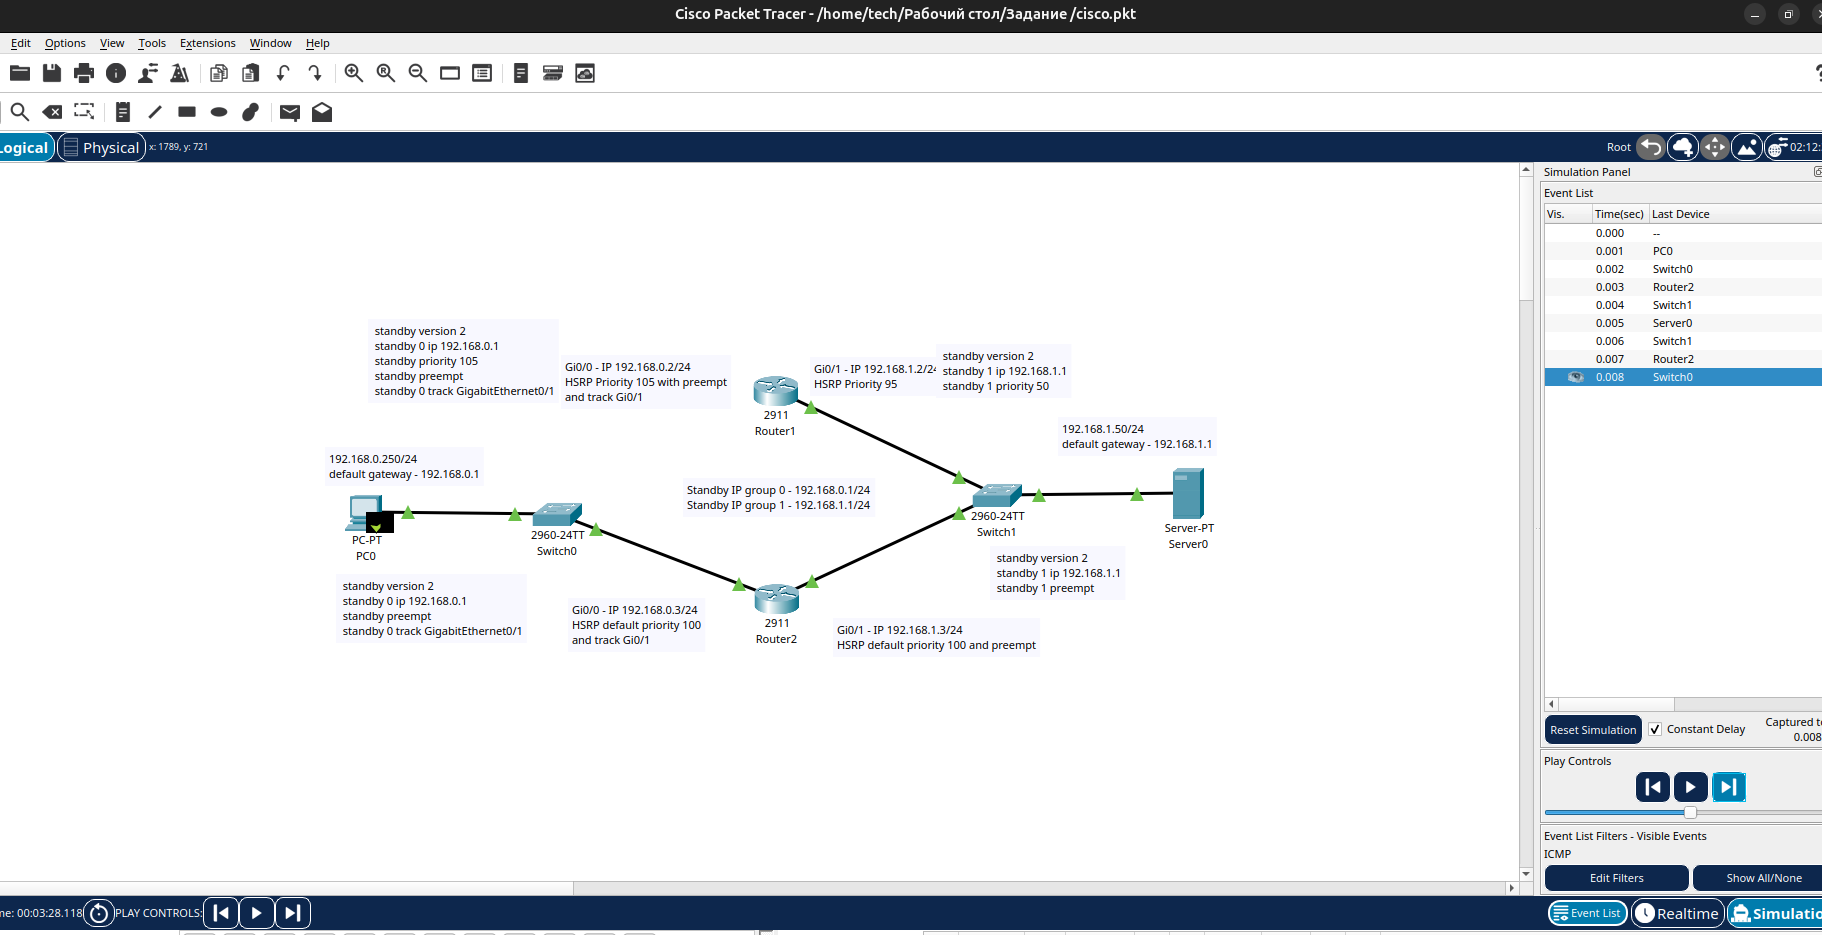 Cisco Packet Tracer - /home/tech/Рабочий стол/Задание /cisco.pkt
Edit Options View Tools Extensions Window Help
Logical Physical x: 1789, y: 721
Root 02:12:
Simulation Panel
Event List
Vis. Time(sec) Last Device
0.000 --
0.001 PC0
0.002 Switch0
0.003 Router2
0.004 Switch1
0.005 Server0
0.006 Switch1
0.007 Router2
0.008 Switch0
standby version 2
standby 0 ip 192.168.0.1
standby priority 105
standby preempt
standby 0 track GigabitEthernet0/1
Gi0/0 - IP 192.168.0.2/24
HSRP Priority 105 with preempt
and track Gi0/1
2911
Router1
Gi0/1 - IP 192.168.1.2/24
HSRP Priority 95
standby version 2
standby 1 ip 192.168.1.1
standby 1 priority 50
192.168.1.50/24
default gateway - 192.168.1.1
192.168.0.250/24
default gateway - 192.168.0.1
Standby IP group 0 - 192.168.0.1/24
Standby IP group 1 - 192.168.1.1/24
PC-PT
PC0
2960-24TT
Switch0
2960-24TT
Switch1
Server-PT
Server0
standby version 2
standby 1 ip 192.168.1.1
standby 1 preempt
standby version 2
standby 0 ip 192.168.0.1
standby preempt
standby 0 track GigabitEthernet0/1
Gi0/0 - IP 192.168.0.3/24
HSRP default priority 100
and track Gi0/1
2911
Router2
Gi0/1 - IP 192.168.1.3/24
HSRP default priority 100 and preempt
Reset Simulation Constant Delay Captured to
0.008
Play Controls
Event List Filters - Visible Events
ICMP
Edit Filters Show All/None
me: 00:03:28.118 PLAY CONTROLS:
Event List Realtime Simulatio